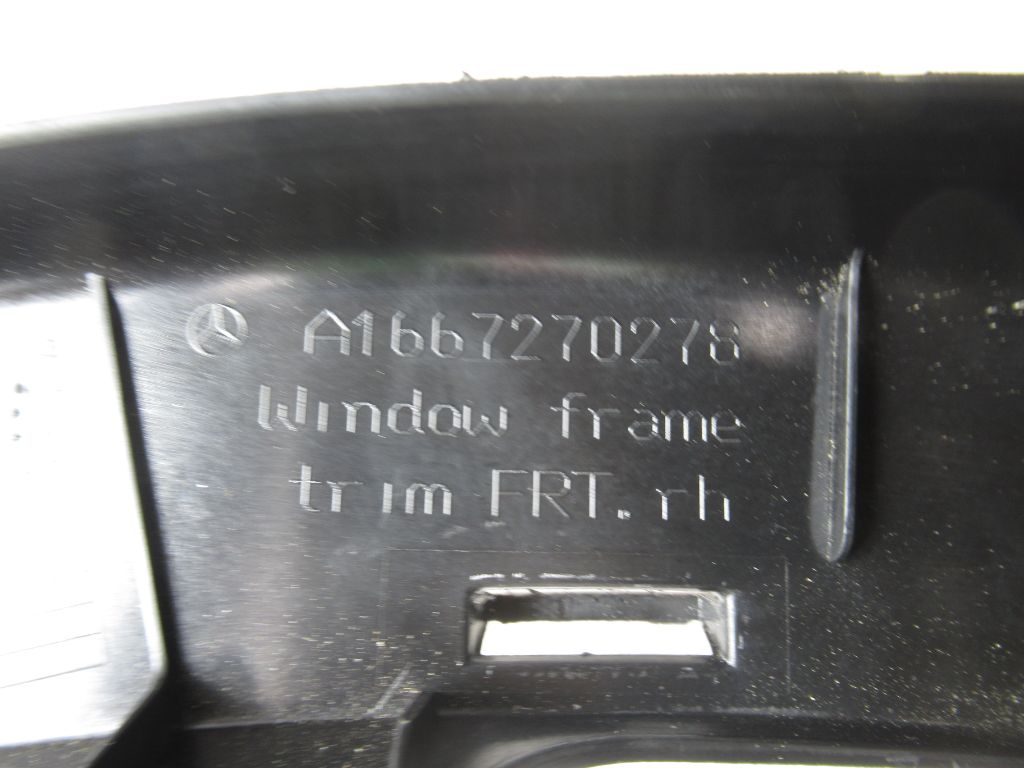 A1667270278
Window frame
trim FRT. rh